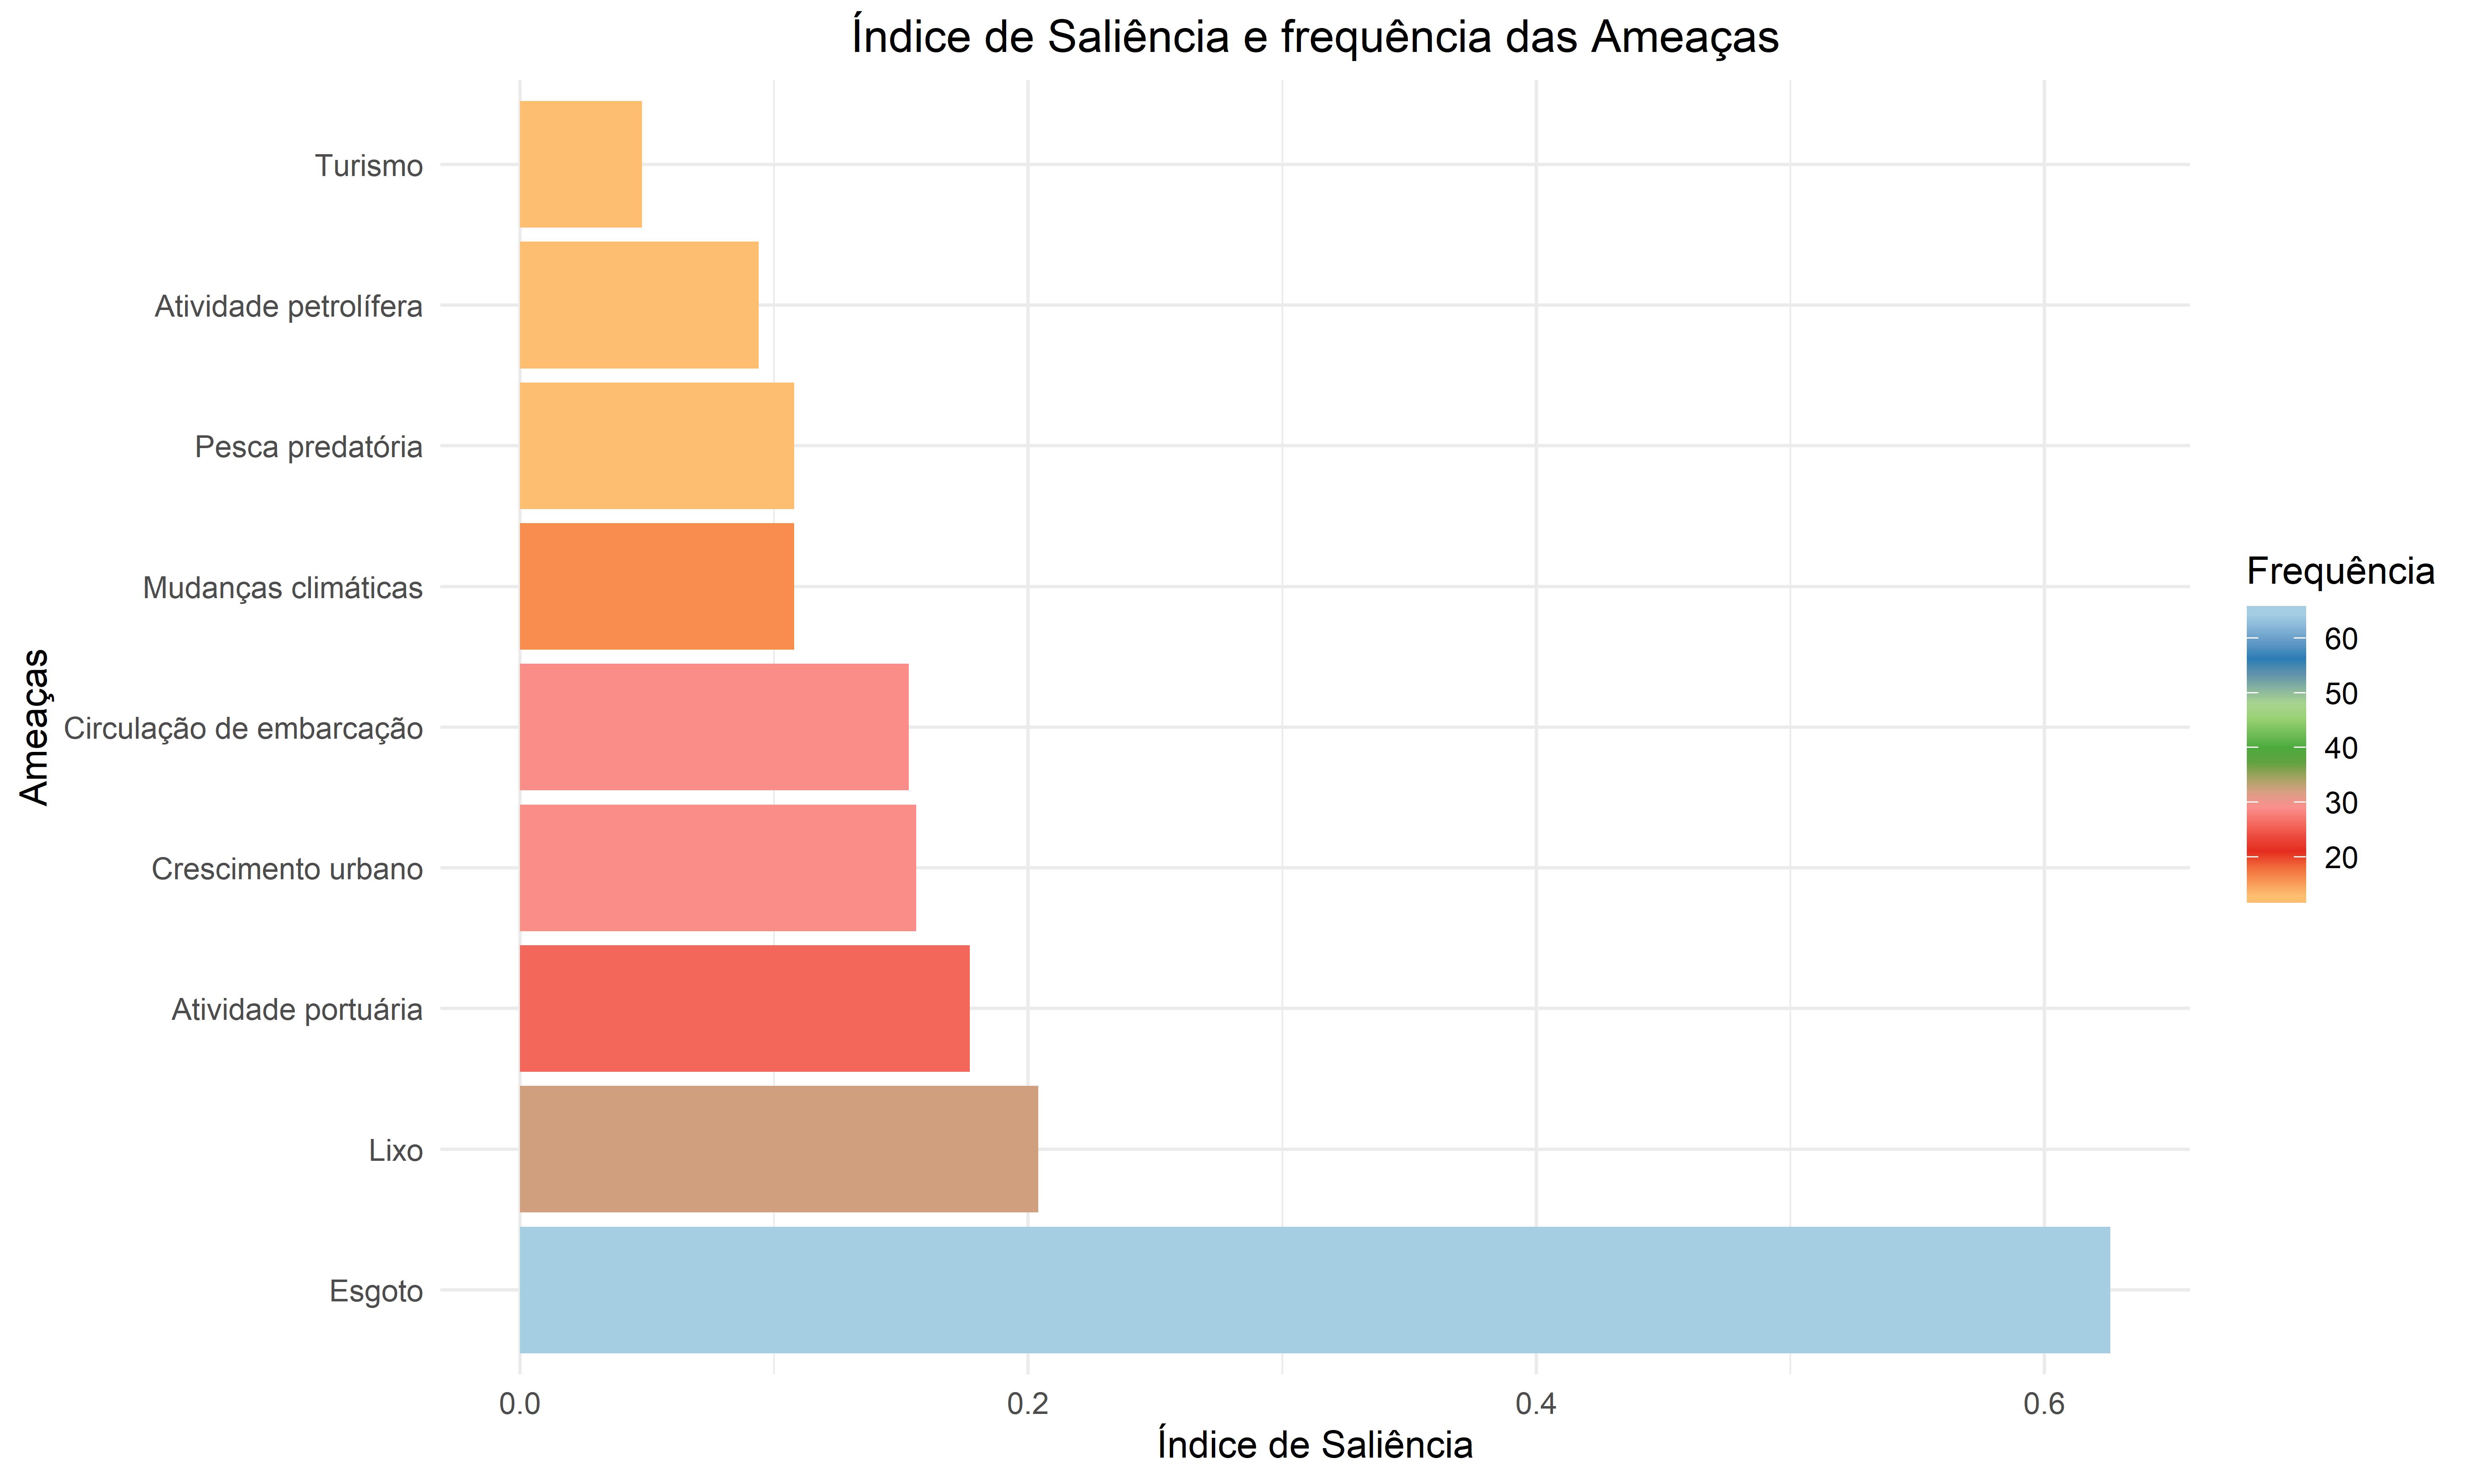 Índice de Saliência e frequência das Ameaças
Ameaças
Turismo
Atividade petrolífera
Pesca predatória
Mudanças climáticas
Circulação de embarcação
Crescimento urbano
Atividade portuária
Lixo
Esgoto
0.0 0.2 0.4 0.6
Índice de Saliência
Frequência
60
50
40
30
20